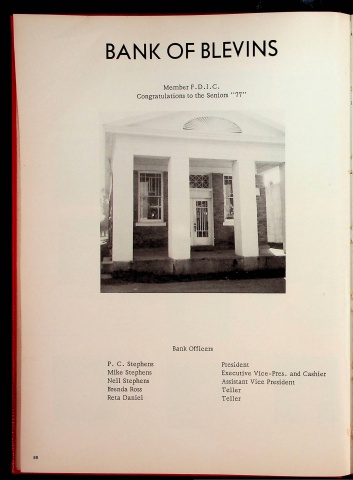 BANK OF BLEVINS
Member F.D.I.C.
Congratulations to the Seniors "77"
Bank Officers
P. C. Stephens President
Mike Stephens Executive Vice-Pres. and Cashier
Nell Stephens Assistant Vice President
Brenda Ross Teller
Reta Daniel Teller